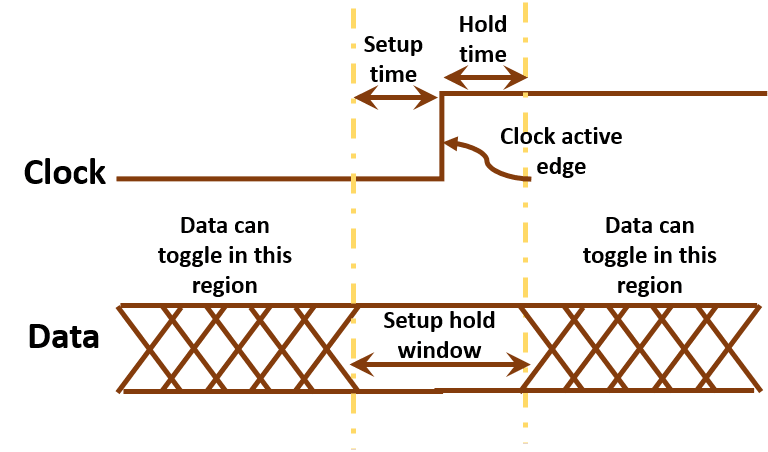 Setup
time
Hold
time
Clock
Clock active
edge
Data can
toggle in this
region
Data can
toggle in this
region
Data
Setup hold
window